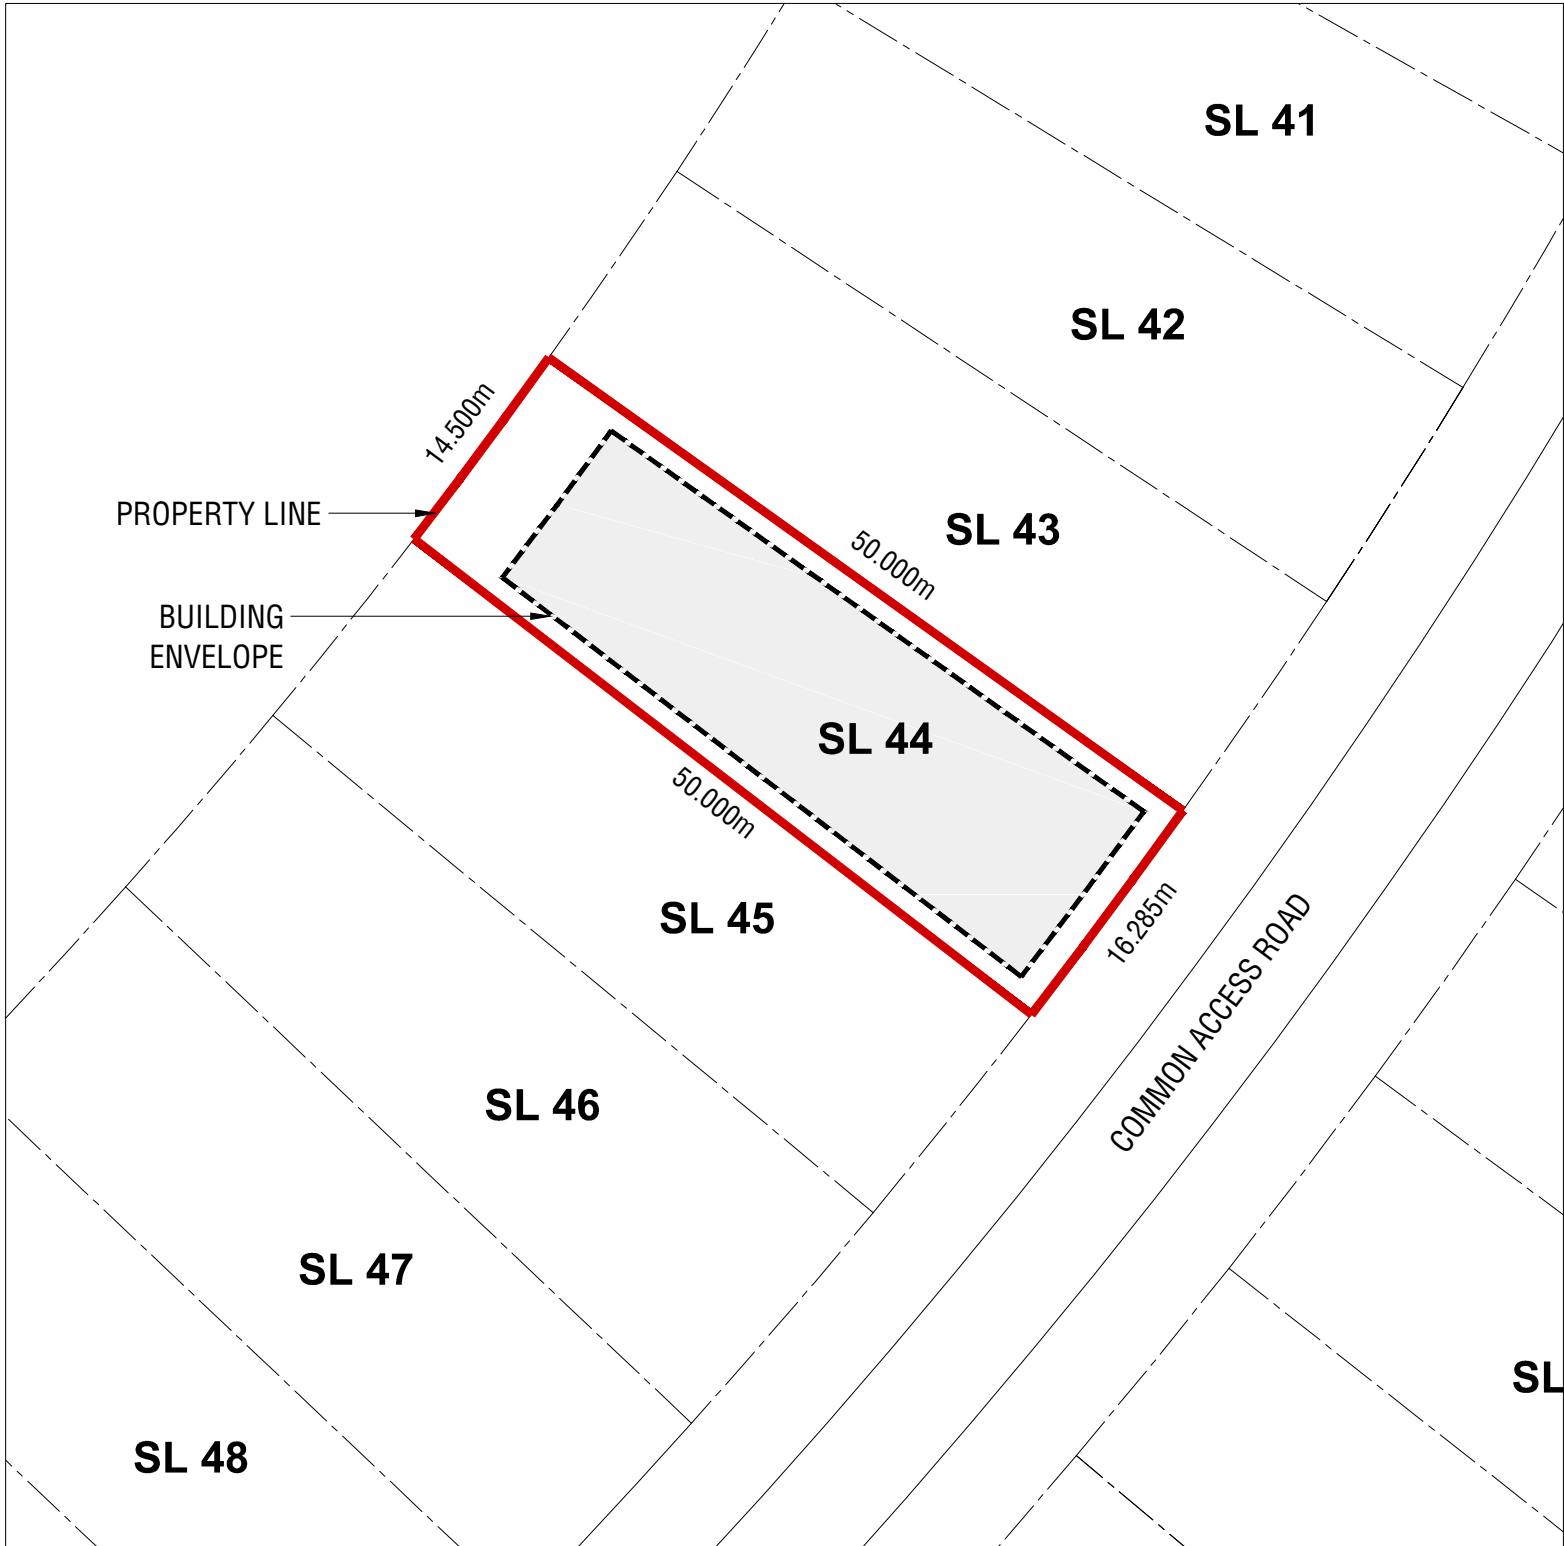 SL 41
SL 42
14.500m
PROPERTY LINE
SL 43
50.000m
BUILDING
ENVELOPE
SL 44
50.000m
SL 45
16.285m
COMMON ACCESS ROAD
SL 46
SL 47
SL
SL 48